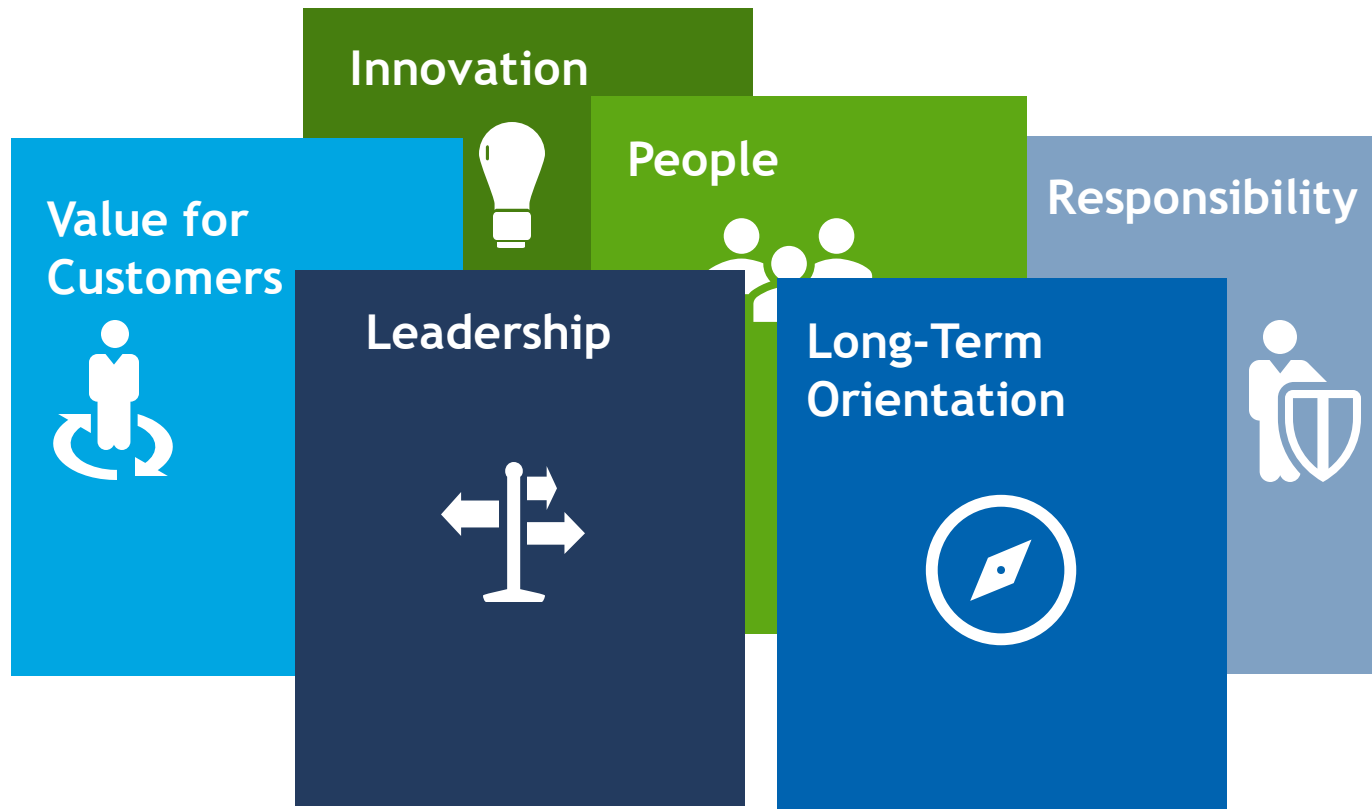 Innovation
People
Responsibility
Value for
Customers
Leadership
Long-Term
Orientation